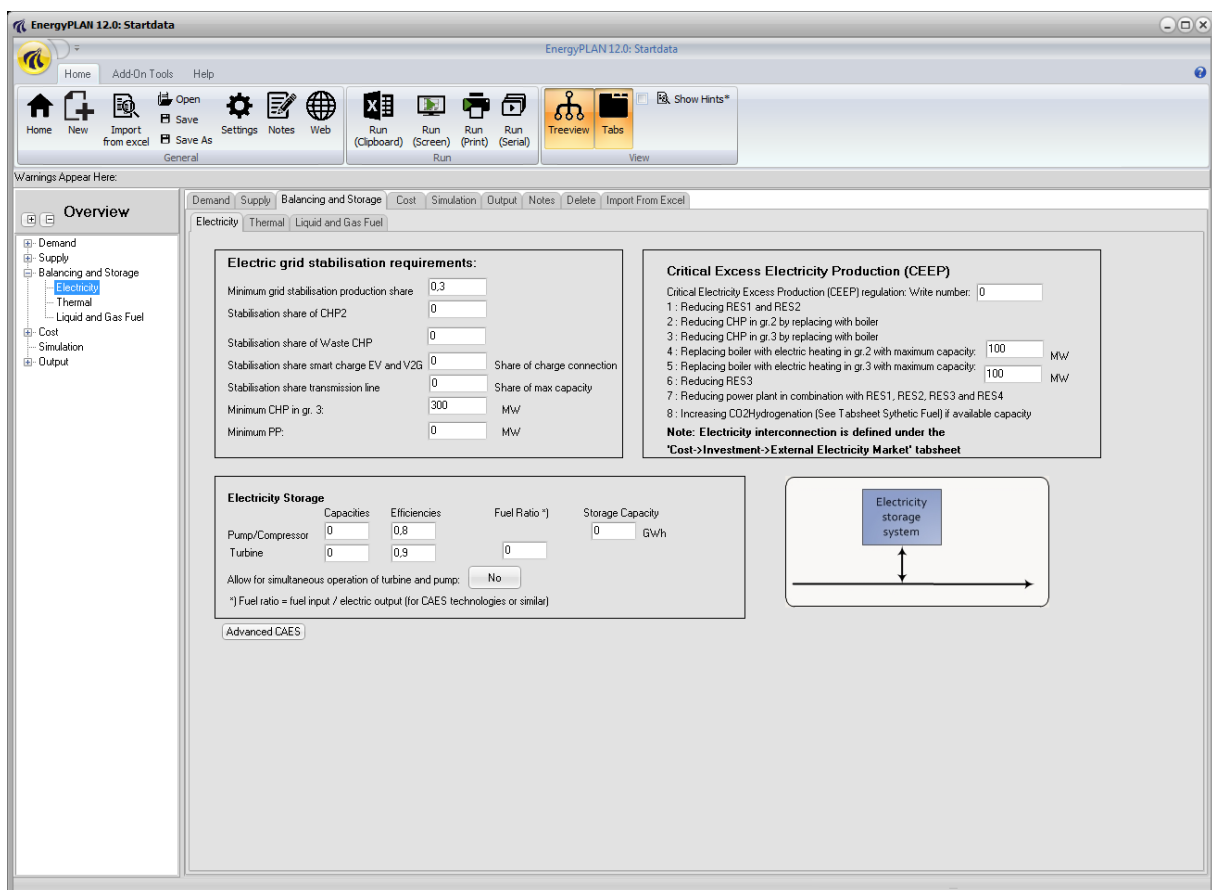 EnergyPLAN 12.0: Startdata
EnergyPLAN 12.0: Startdata
Home Add-On Tools Help
Home New Import from excel Open Save Save As Settings Notes Web
General
Run (Clipboard) Run (Screen) Run (Print) Run (Serial)
Run
Treeview Tabs Show Hints*
View
Warnings Appear Here:
Overview
Demand
Supply
Balancing and Storage
Electricity
Thermal
Liquid and Gas Fuel
Cost
Simulation
Output
Demand Supply Balancing and Storage Cost Simulation Output Notes Delete Import From Excel
Electricity Thermal Liquid and Gas Fuel
Electric grid stabilisation requirements:
Minimum grid stabilisation production share 0,3
Stabilisation share of CHP2 0
Stabilisation share of Waste CHP 0
Stabilisation share smart charge EV and V2G 0 Share of charge connection
Stabilisation share transmission line 0 Share of max capacity
Minimum CHP in gr. 3: 300 MW
Minimum PP: 0 MW
Critical Excess Electricity Production (CEEP)
Critical Electricity Excess Production (CEEP) regulation: Write number: 0
1 : Reducing RES1 and RES2
2 : Reducing CHP in gr.2 by replacing with boiler
3 : Reducing CHP in gr.3 by replacing with boiler
4 : Replacing boiler with electric heating in gr.2 with maximum capacity: 100 MW
5 : Replacing boiler with electric heating in gr.3 with maximum capacity: 100 MW
6 : Reducing RES3
7 : Reducing power plant in combination with RES1, RES2, RES3 and RES4
8 : Increasing CO2Hydrogenation (See Tabsheet Sythetic Fuel) if available capacity
Note: Electricity interconnection is defined under the
'Cost->Investment->External Electricity Market' tabsheet
Electricity Storage
Capacities Efficiencies Fuel Ratio *) Storage Capacity
Pump/Compressor 0 0,8 0 GWh
Turbine 0 0,9 0
Allow for simultaneous operation of turbine and pump: No
*) Fuel ratio = fuel input / electric output (for CAES technologies or similar)
Electricity
storage
system
Advanced CAES